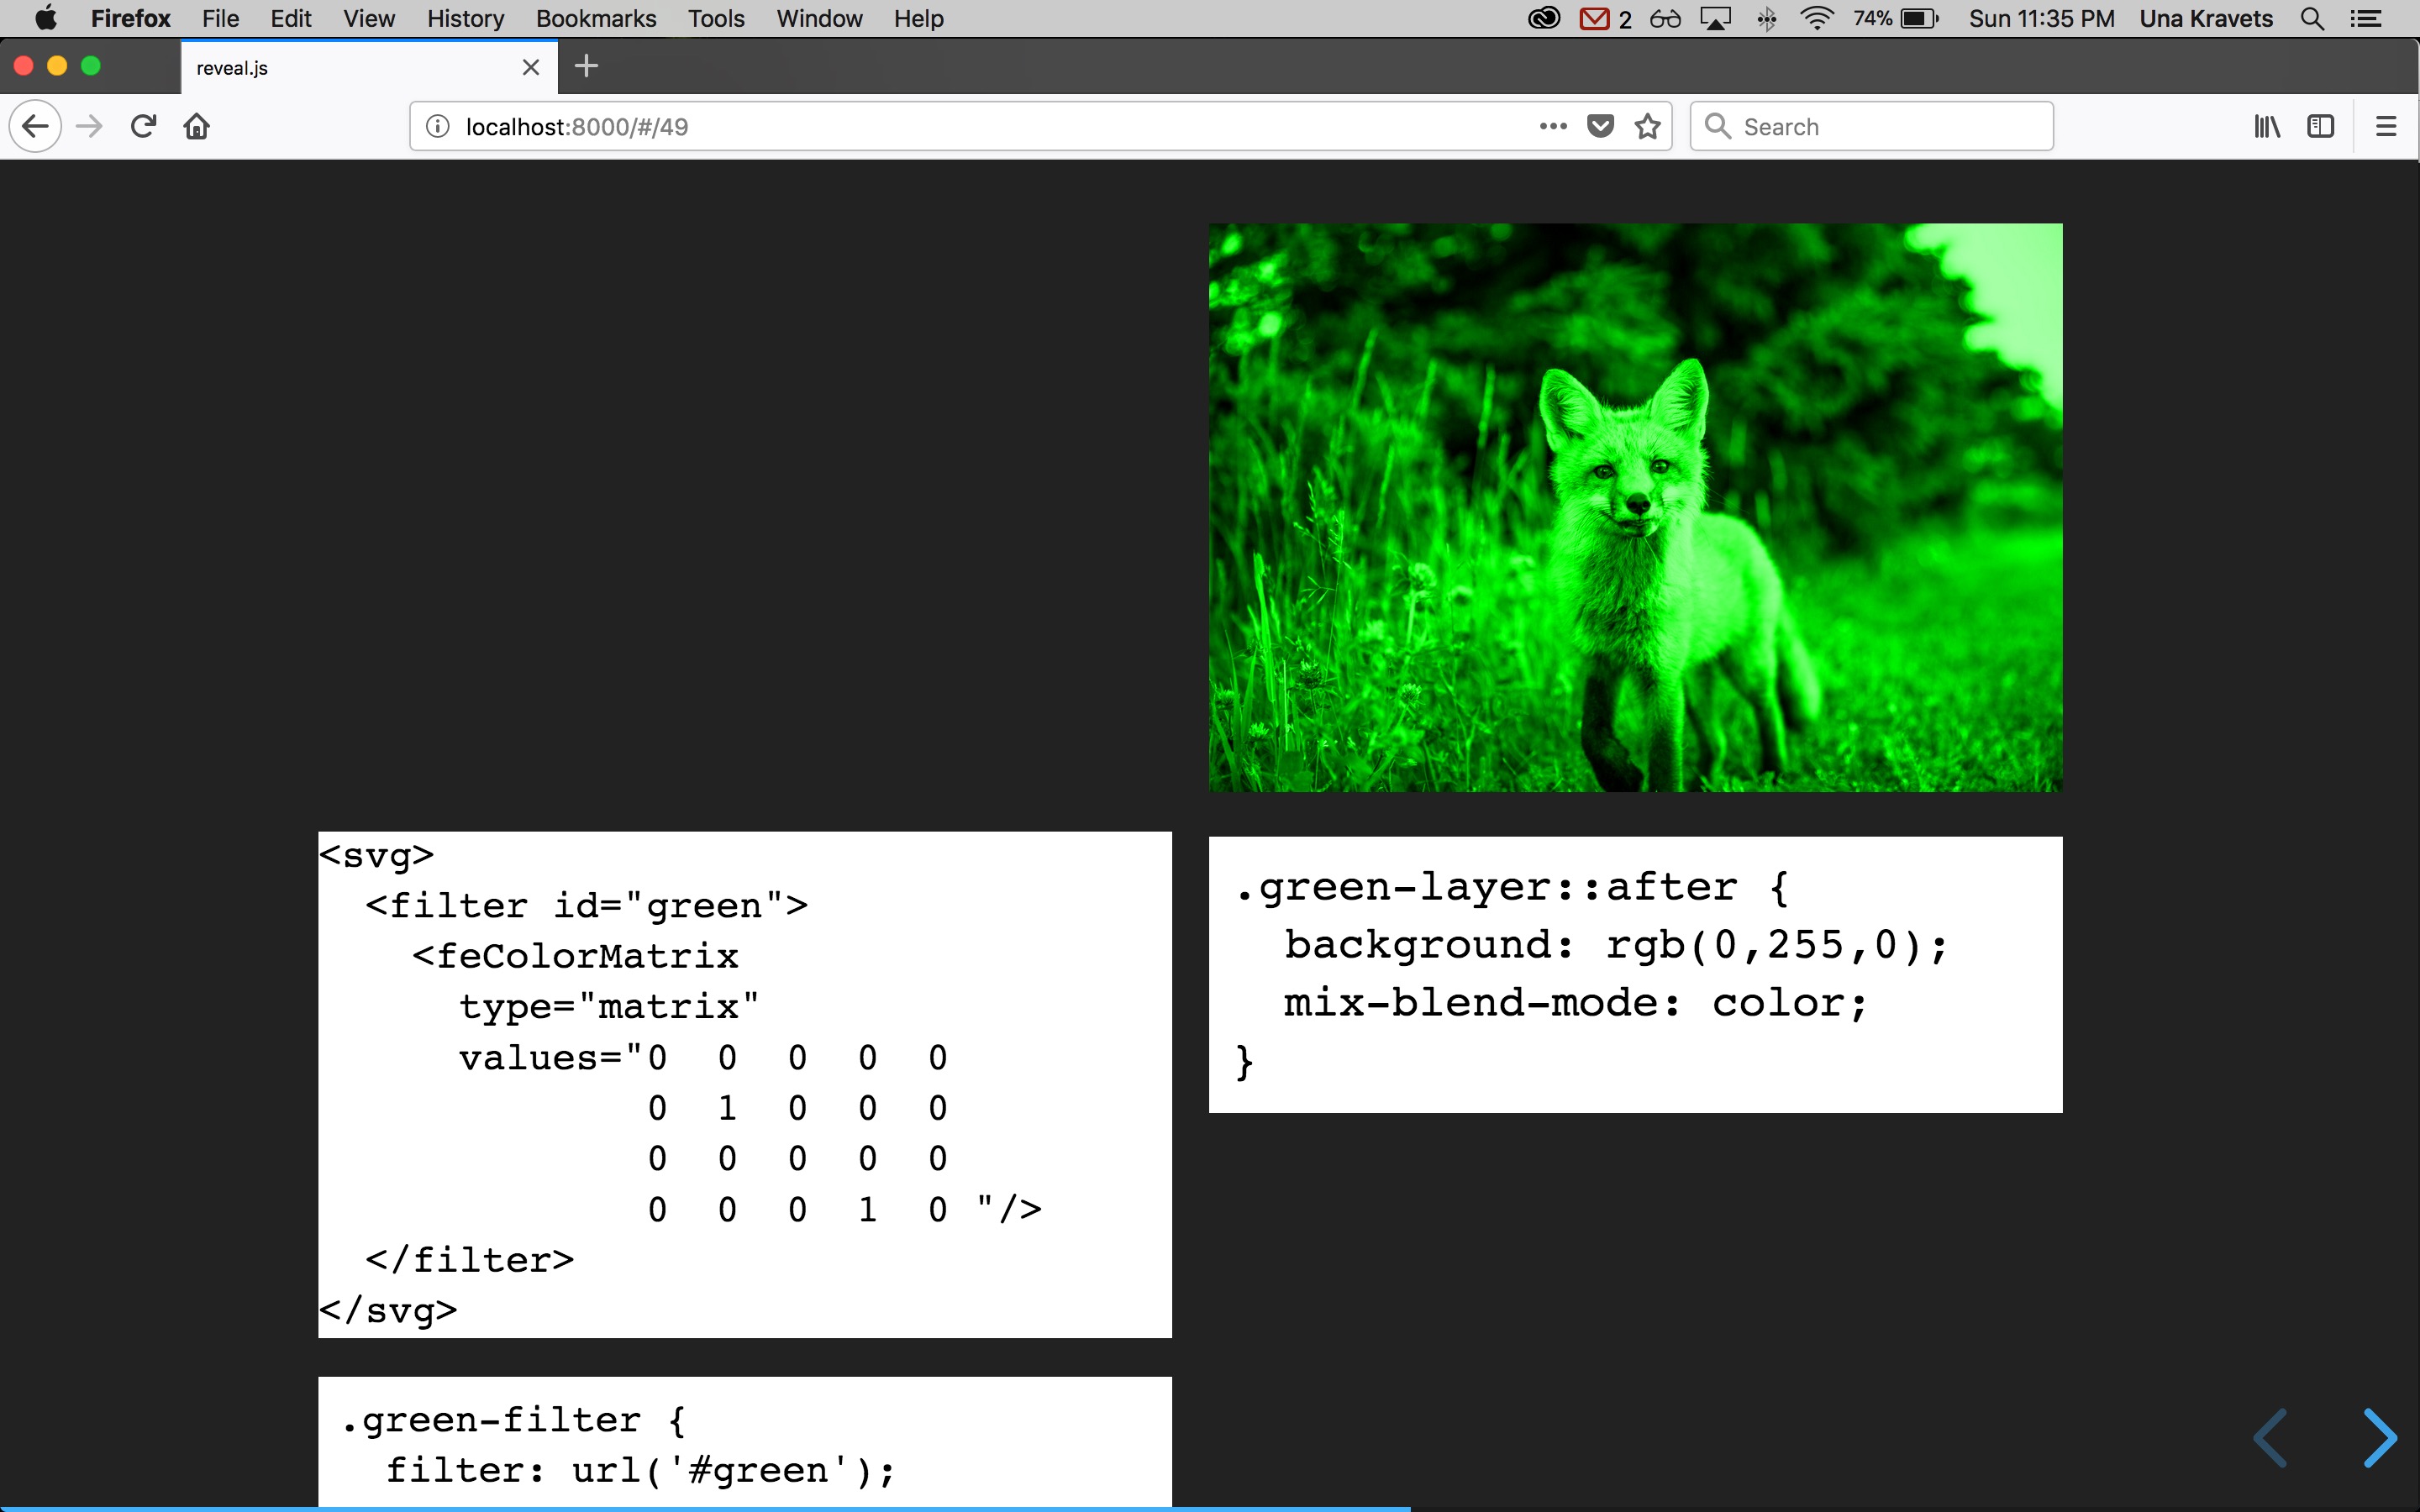 Firefox File Edit View History Bookmarks Tools Window Help 2 74% Sun 11:35 PM Una Kravets
reveal.js
localhost:8000/#/49 Search
<svg>
<filter id="green">
<feColorMatrix
type="matrix"
values="0 0 0 0 0
0 1 0 0 0
0 0 0 0 0
0 0 0 1 0 "/>
</filter>
</svg>
.green-filter {
filter: url('#green');
.green-layer::after {
background: rgb(0,255,0);
mix-blend-mode: color;
}